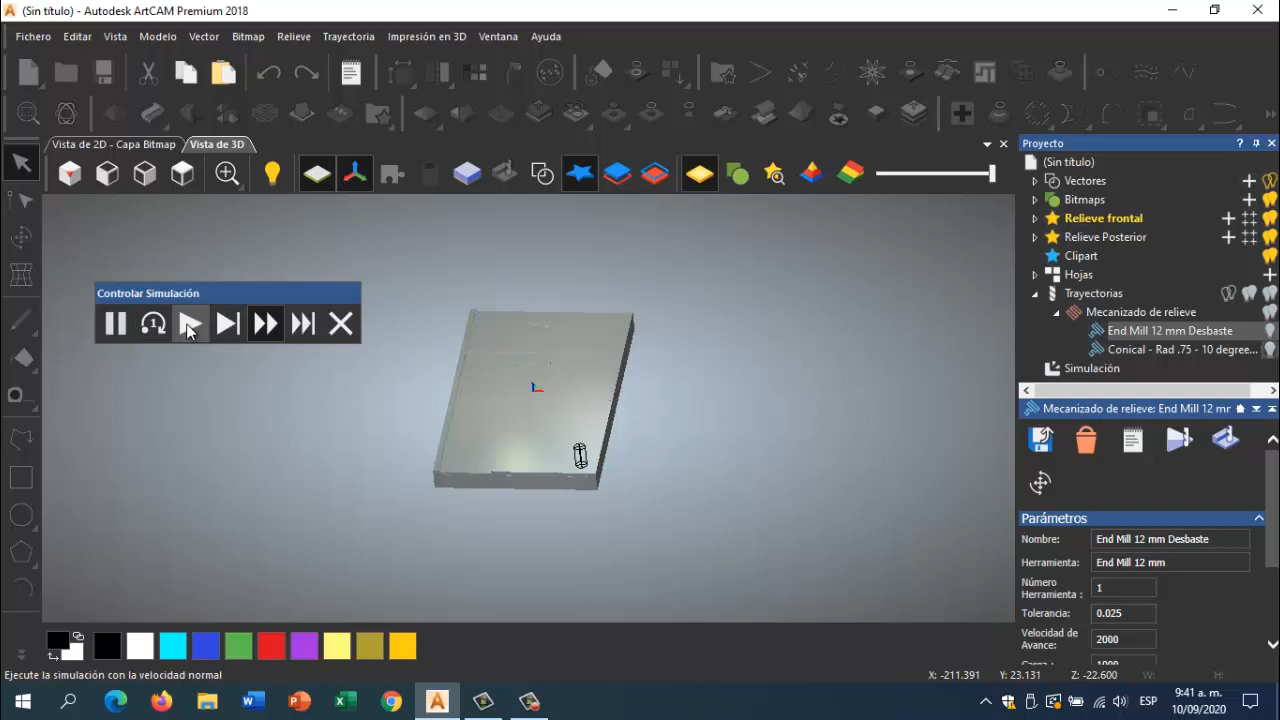 (Sin título) - Autodesk ArtCAM Premium 2018
Fichero Editar Vista Modelo Vector Bitmap Relieve Trayectoria Impresión en 3D Ventana Ayuda
Vista de 2D - Capa Bitmap Vista de 3D
Proyecto
(Sin título)
Vectores
Bitmaps
Relieve frontal
Relieve Posterior
Clipart
Hojas
Trayectorias
Mecanizado de relieve
End Mill 12 mm Desbaste
Conical - Rad .75 - 10 degree...
Simulación
Controlar Simulación
1
Mecanizado de relieve: End Mill 12 mr
Parámetros
Nombre: End Mill 12 mm Desbaste
Herramienta: End Mill 12 mm
Número Herramienta : 1
Tolerancia: 0.025
Velocidad de Avance: 2000
Ejecute la simulación con la velocidad normal
X: -211.391 Y: 23.131 Z: -22.600 W: H:
ESP
9:41 a. m.
10/09/2020